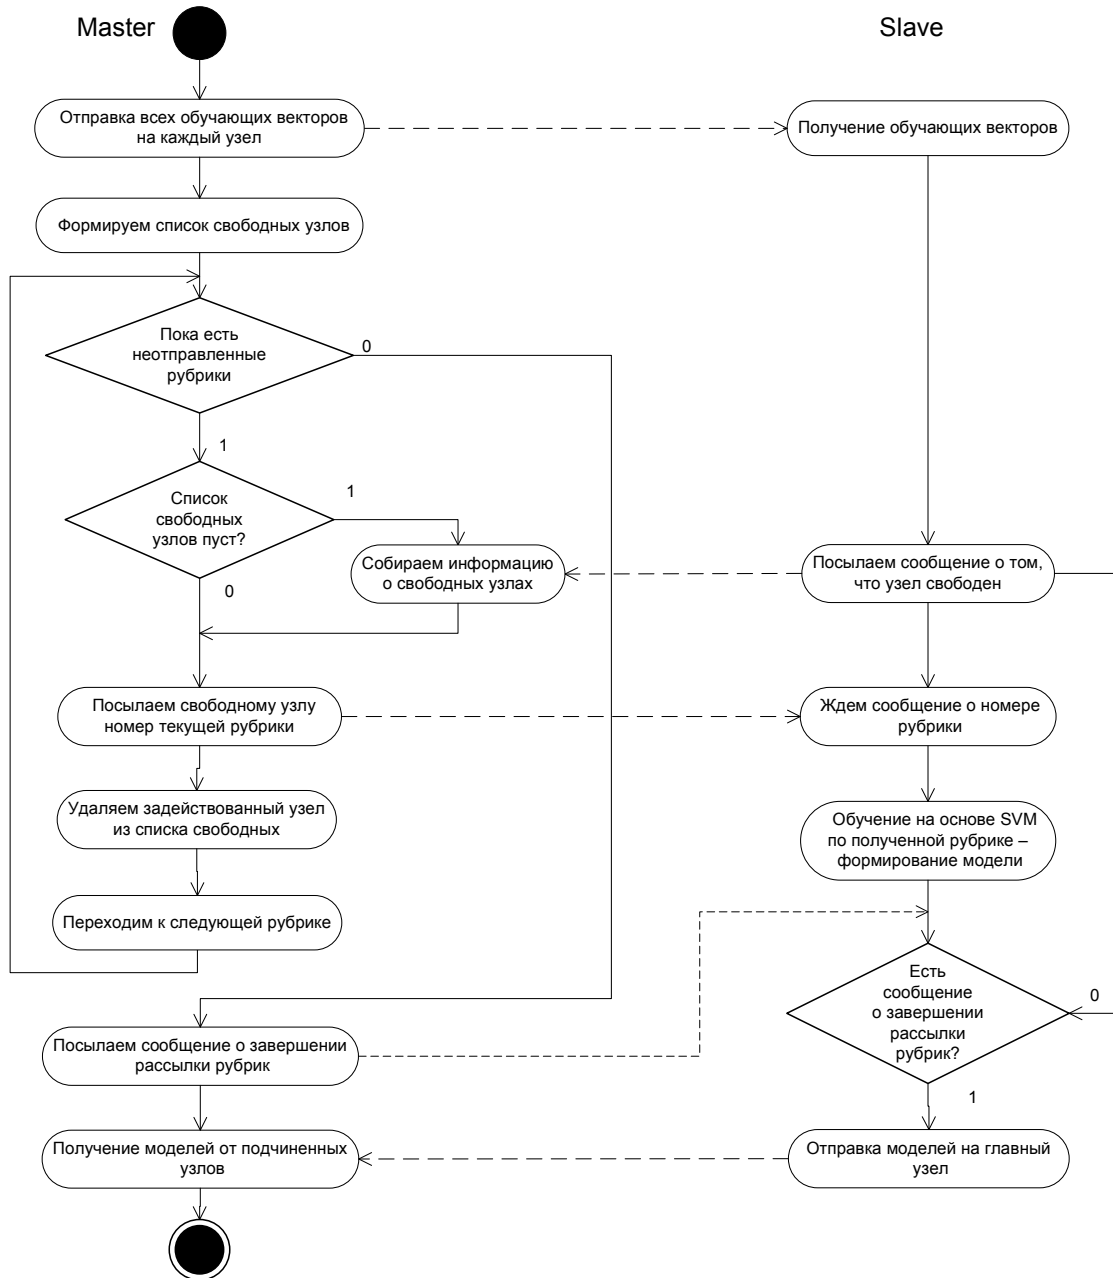 Master
Slave
Отправка всех обучающих векторов
на каждый узел
Получение обучающих векторов
Формируем список свободных узлов
Пока есть
неотправленные
рубрики
0
1
Список
свободных
узлов пуст?
1
0
Собираем информацию
о свободных узлах
Посылаем сообщение о том,
что узел свободен
Посылаем свободному узлу
номер текущей рубрики
Ждем сообщение о номере
рубрики
Удаляем задействованный узел
из списка свободных
Обучение на основе SVM
по полученной рубрике –
формирование модели
Переходим к следующей рубрике
Есть
сообщение
о завершении
рассылки
рубрик?
0
1
Посылаем сообщение о завершении
рассылки рубрик
Получение моделей от подчиненных
узлов
Отправка моделей на главный
узел